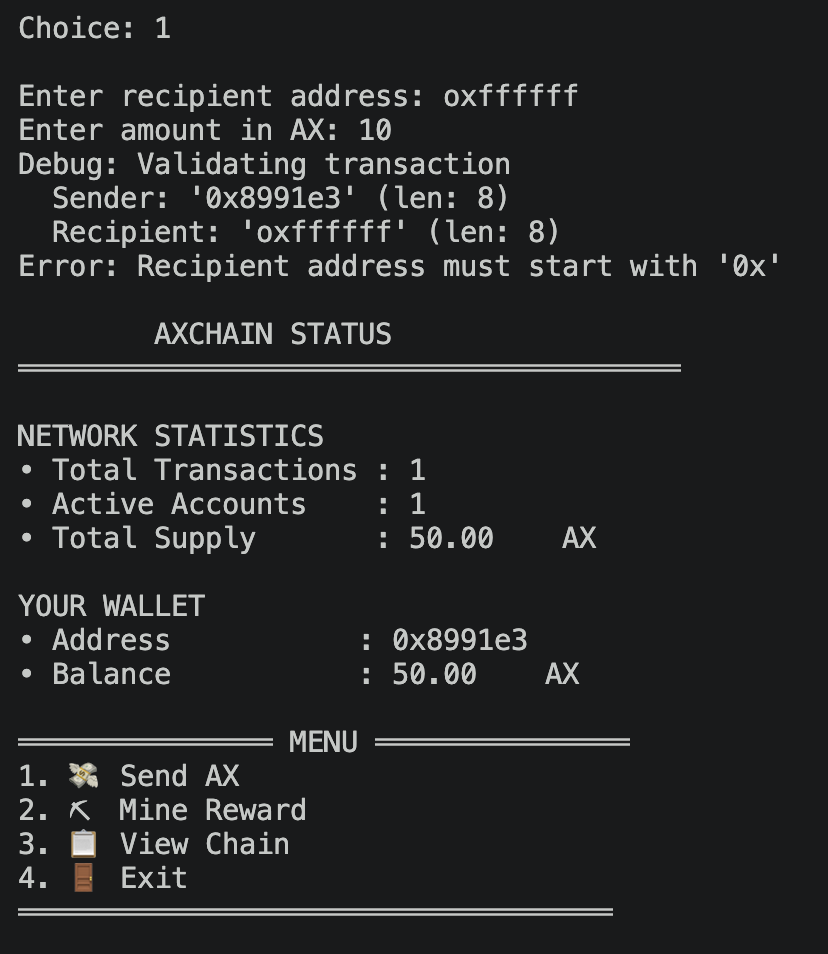 Choice: 1
Enter recipient address: oxffffff
Enter amount in AX: 10
Debug: Validating transaction
  Sender: '0x8991e3' (len: 8)
  Recipient: 'oxffffff' (len: 8)
Error: Recipient address must start with '0x'
AXCHAIN STATUS
NETWORK STATISTICS
• Total Transactions : 1
• Active Accounts    : 1
• Total Supply       : 50.00    AX
YOUR WALLET
• Address           : 0x8991e3
• Balance           : 50.00    AX
MENU
1. 💸 Send AX
2. ⛏ Mine Reward
3. 📋 View Chain
4. 🚪 Exit